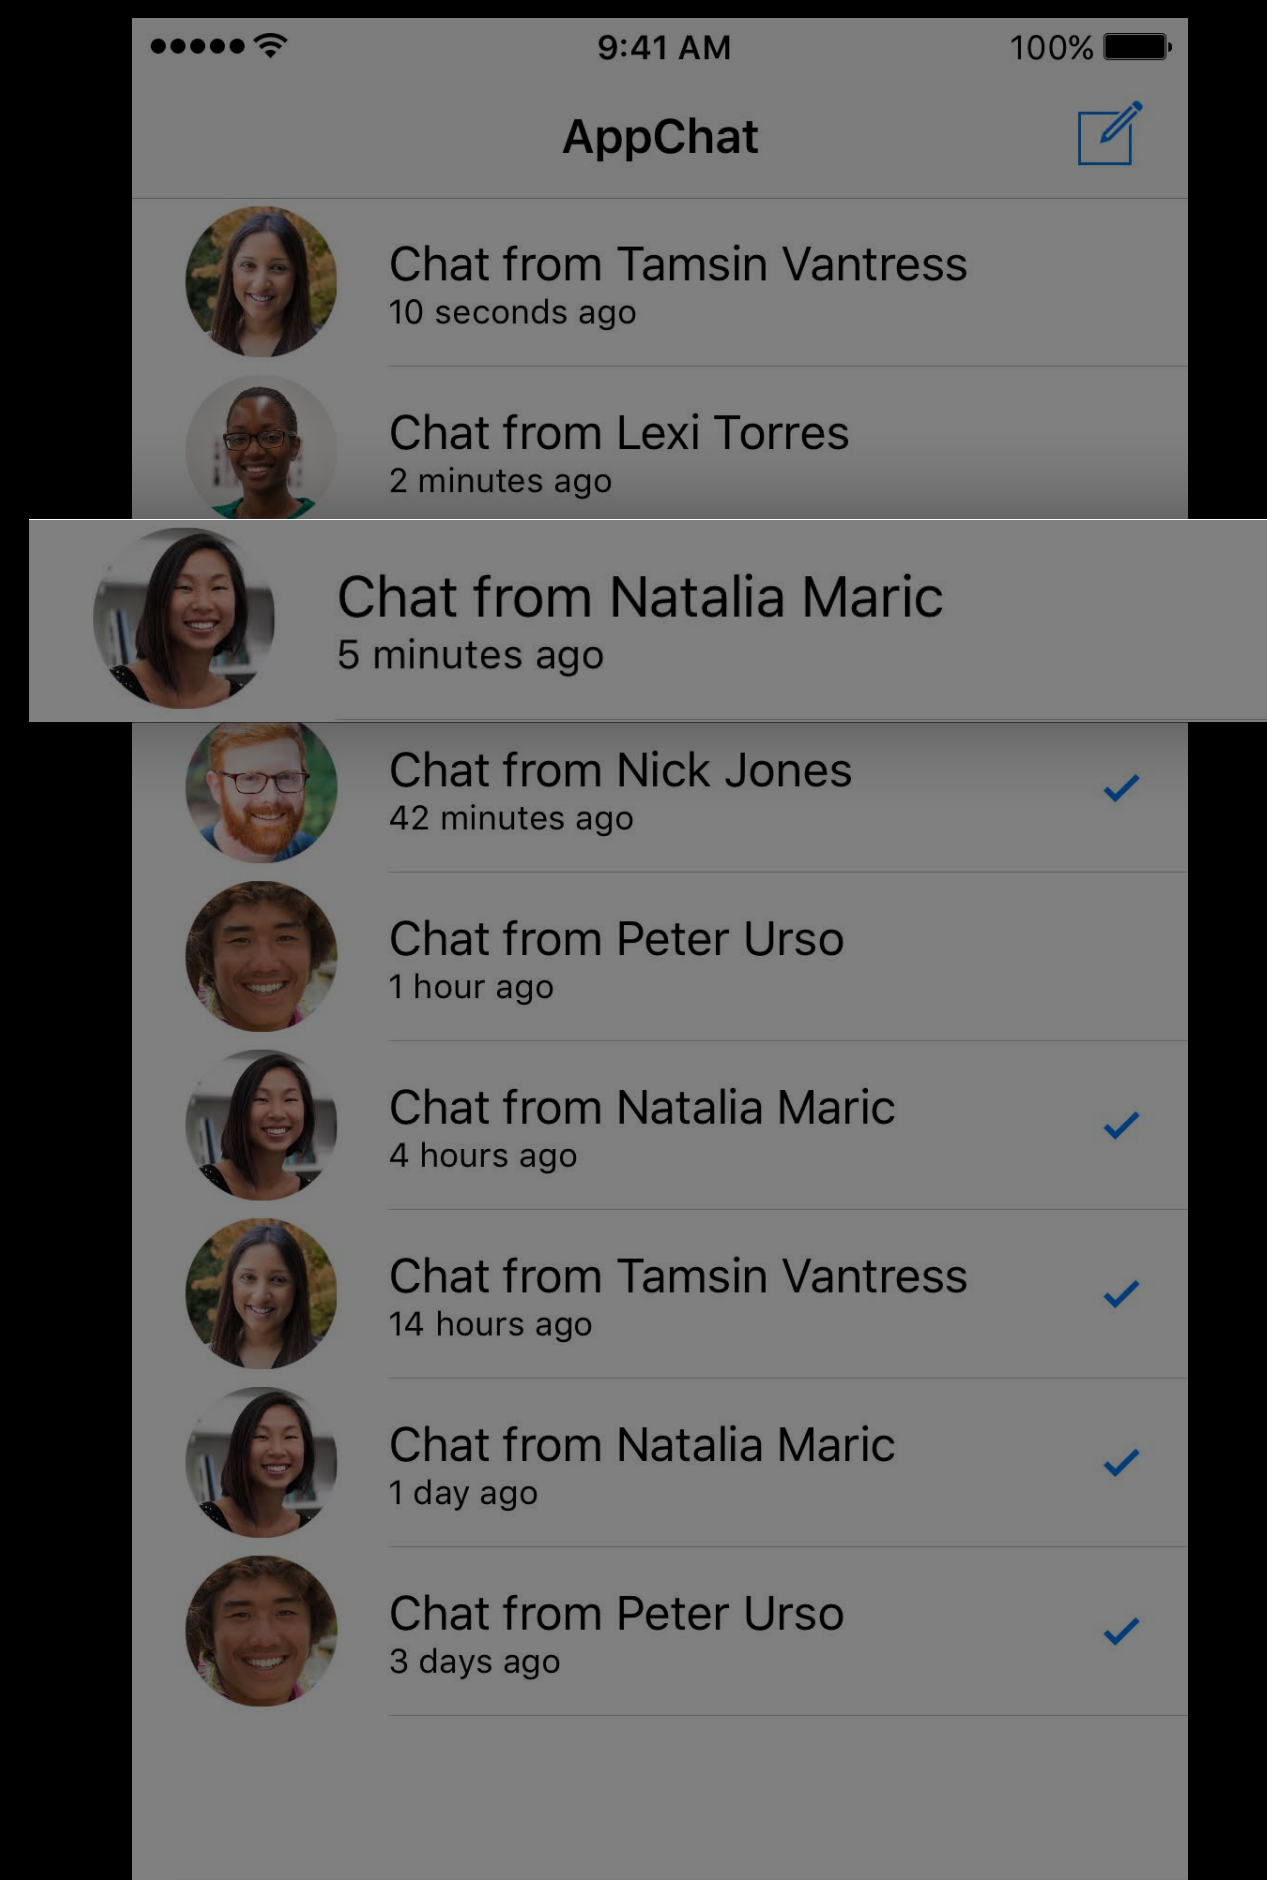 9:41 AM
100%
AppChat
Chat from Tamsin Vantress
10 seconds ago
Chat from Lexi Torres
2 minutes ago
Chat from Natalia Maric
5 minutes ago
Chat from Nick Jones
42 minutes ago
Chat from Peter Urso
1 hour ago
Chat from Natalia Maric
4 hours ago
Chat from Tamsin Vantress
14 hours ago
Chat from Natalia Maric
1 day ago
Chat from Peter Urso
3 days ago